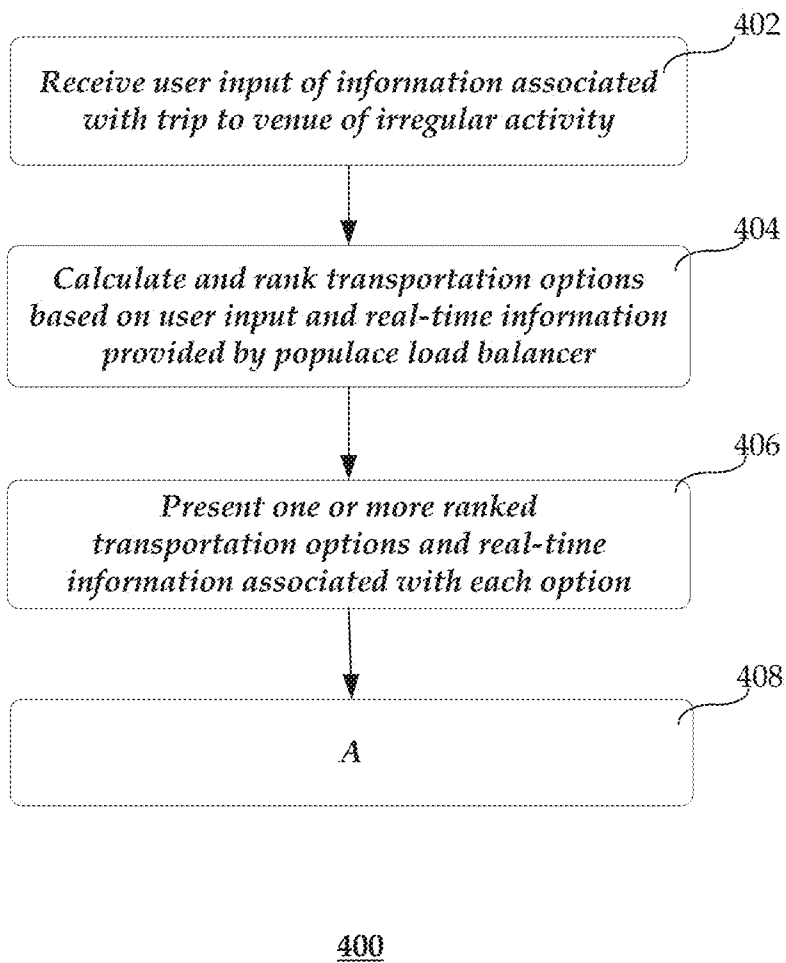 402
Receive user input of information associated
with trip to venue of irregular activity
404
Calculate and rank transportation options
based on user input and real-time information
provided by populace load balancer
406
Present one or more ranked
transportation options and real-time
information associated with each option
408
A
400